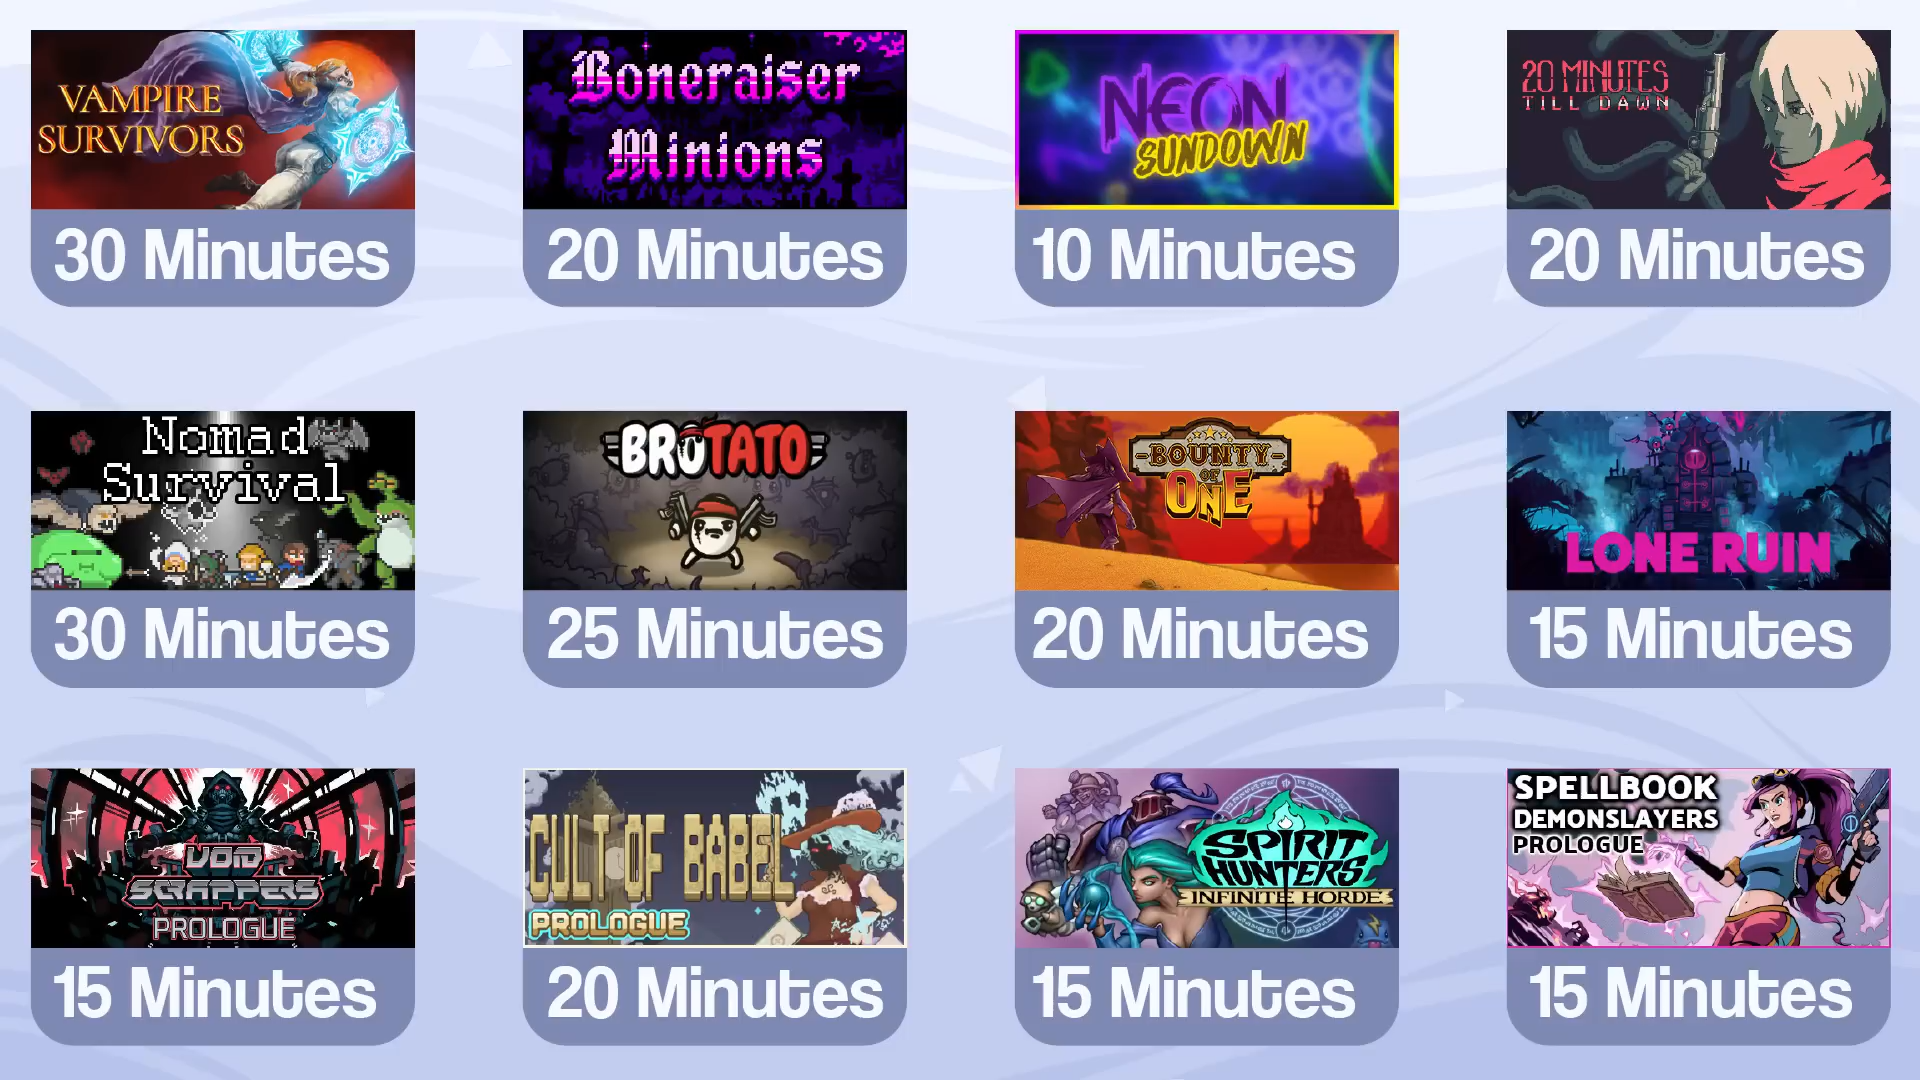 VAMPIRE
SURVIVORS
30 Minutes
Boneraiser
Minions
20 Minutes
NEON
SUNDOWN
10 Minutes
20 MINUTES
TILL DAWN
20 Minutes
Nomad
Survival
30 Minutes
BROTATO
25 Minutes
BOUNTY
OF
ONE
20 Minutes
LONE RUIN
15 Minutes
VOID
SCRAPPERS
PROLOGUE
15 Minutes
CULT OF BABEL
PROLOGUE
20 Minutes
SPIRIT
HUNTERS
INFINITE HORDE
15 Minutes
SPELLBOOK
DEMONSLAYERS
PROLOGUE
15 Minutes